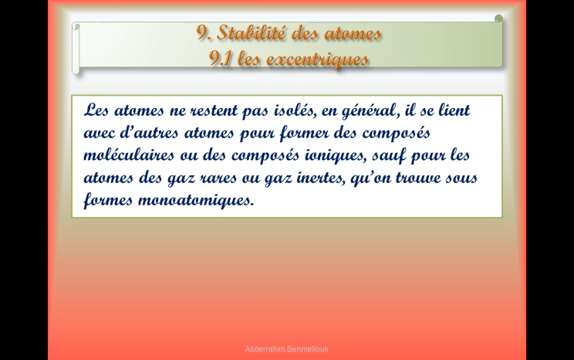 9. Stabilité des atomes
9.1 les excentriques
Les atomes ne restent pas isolés, en général, il se lient
avec d'autres atomes pour former des composés
moléculaires ou des composés ioniques, sauf pour les
atomes des gaz rares ou gaz inertes, qu'on trouve sous
formes monoatomiques.
Abderrahim Benmellouk